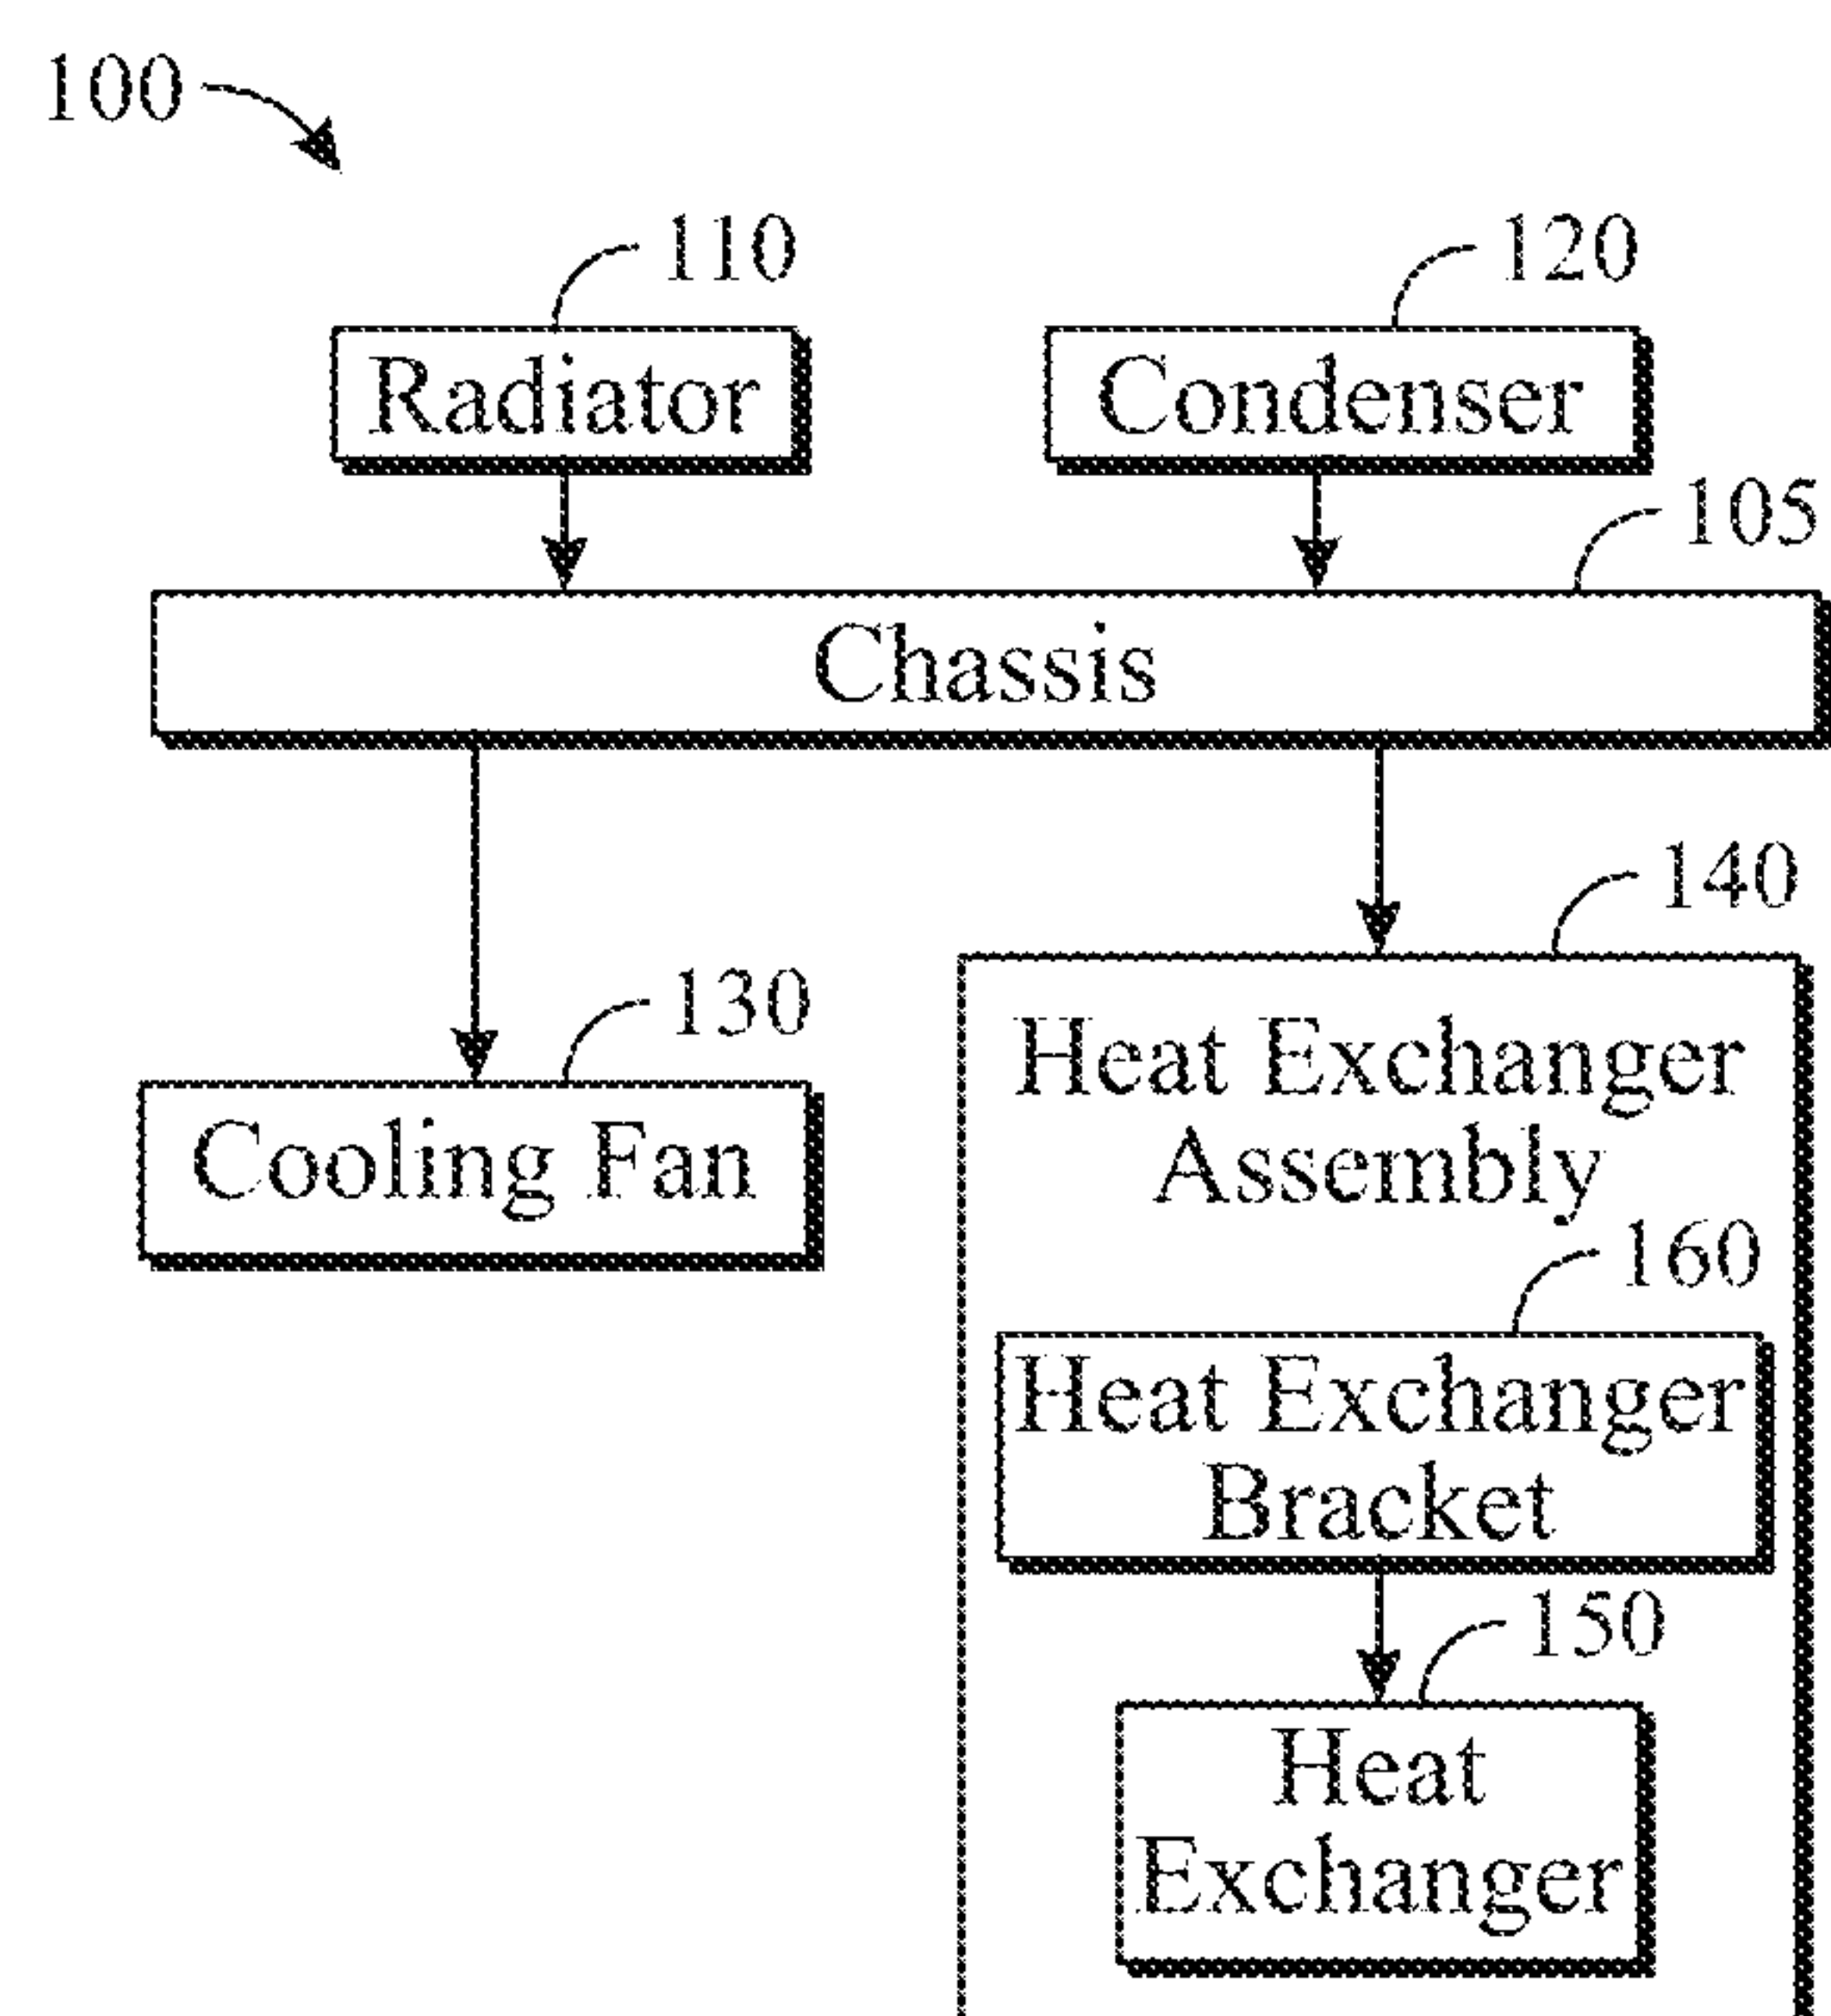 100
110
120
Radiator
Condenser
105
Chassis
140
130
Heat Exchanger
Assembly
Cooling Fan
160
Heat Exchanger
Bracket
150
Heat
Exchanger